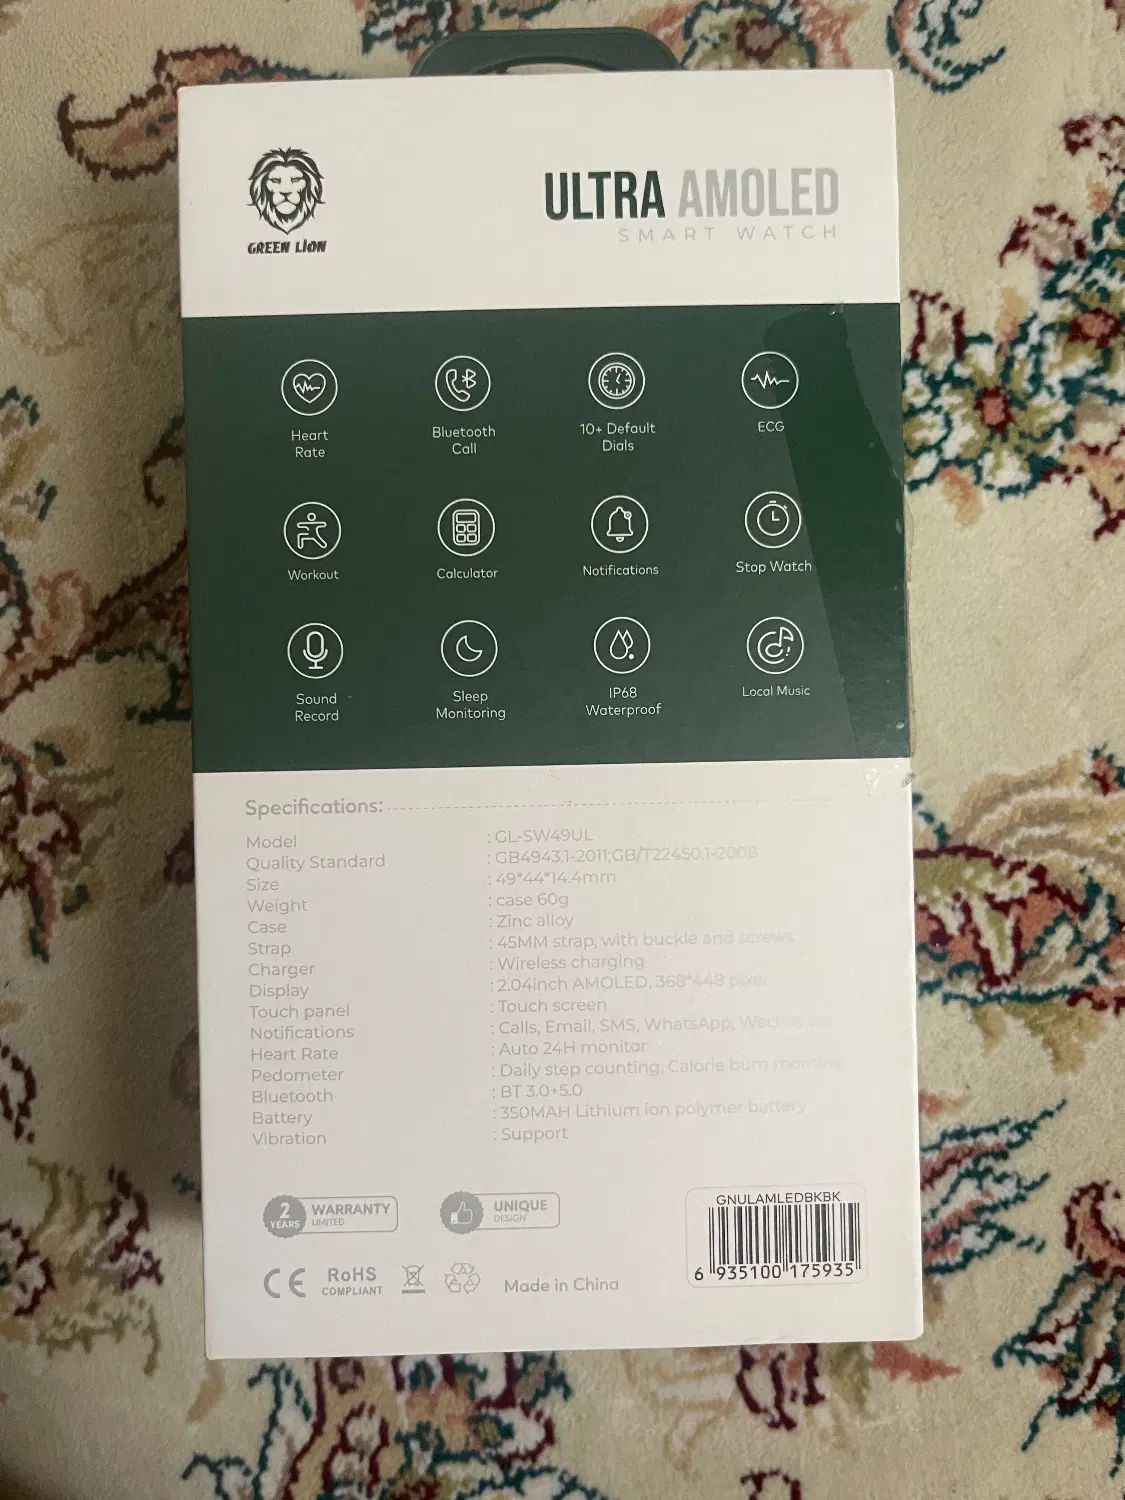 GREEN LION
ULTRA AMOLED
SMART WATCH
Heart Rate
Bluetooth Call
10+ Default Dials
ECG
Workout
Calculator
Notifications
Stop Watch
Sound Record
Sleep Monitoring
IP68 Waterproof
Local Music
Specifications:
Model : GL-SW49UL
Quality Standard : GB4943.1-2011;GB/T22450.1-2008
Size : 49*44*14.4mm
Weight : case 60g
Case : Zinc alloy
Strap : 45MM strap, with buckle and screws
Charger : Wireless charging
Display : 2.04inch AMOLED, 368*448 pixel
Touch panel : Touch screen
Notifications : Calls, Email, SMS, WhatsApp, Wechat
Heart Rate : Auto 24H monitor
Pedometer : Daily step counting, Calorie burn
Bluetooth : BT 3.0+5.0
Battery : 350MAH Lithium ion polymer battery
Vibration : Support
2 YEARS WARRANTY LIMITED
UNIQUE DESIGN
CE RoHS COMPLIANT
Made in China
GNULAMLEDBKBK
6 935100 175935